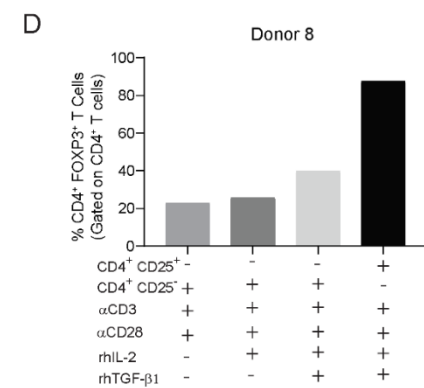 D
Donor 8
% CD4⁺ FOXP3⁺ T Cells
(Gated on CD4⁺ T cells)
100
80
60
40
20
0
CD4⁺ CD25⁺ - - - +
CD4⁺ CD25⁻ + + + -
αCD3 + + + +
αCD28 + + + +
rhIL-2 - + + +
rhTGF-β1 - - + +